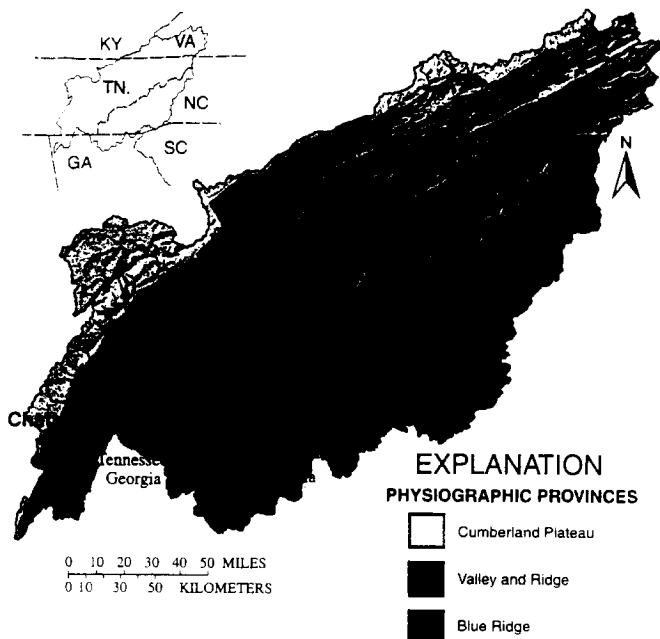 KY
VA
TN.
NC
GA
SC
N
Tennessee
Georgia
EXPLANATION
PHYSIOGRAPHIC PROVINCES
Cumberland Plateau
Valley and Ridge
Blue Ridge
0 10 20 30 40 50 MILES
0 10 30 50 KILOMETERS